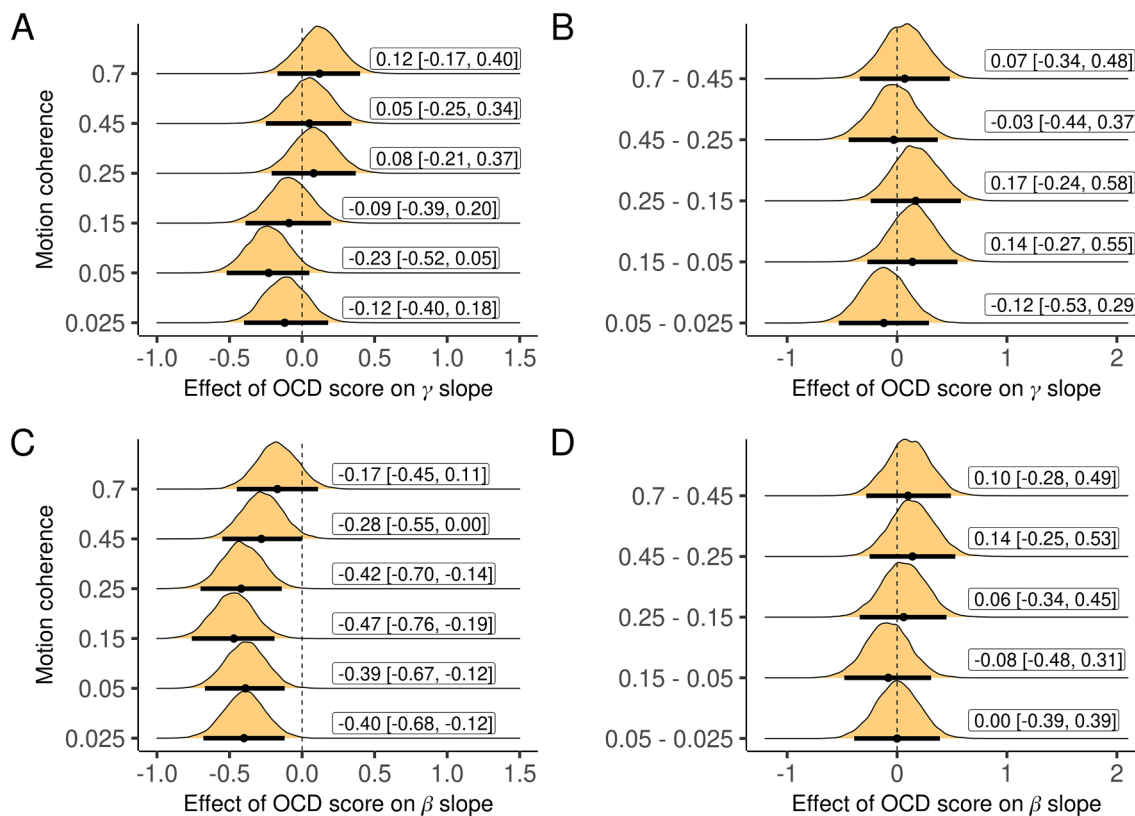 A
Motion coherence
0.7
0.12 [-0.17, 0.40]
0.45
0.05 [-0.25, 0.34]
0.25
0.08 [-0.21, 0.37]
0.15
-0.09 [-0.39, 0.20]
0.05
-0.23 [-0.52, 0.05]
0.025
-0.12 [-0.40, 0.18]
-1.0 -0.5 0.0 0.5 1.0 1.5
Effect of OCD score on γ slope
B
0.7 - 0.45
0.07 [-0.34, 0.48]
0.45 - 0.25
-0.03 [-0.44, 0.37
0.25 - 0.15
0.17 [-0.24, 0.58]
0.15 - 0.05
0.14 [-0.27, 0.55]
0.05 - 0.025
-0.12 [-0.53, 0.29
-1 0 1 2
Effect of OCD score on γ slope
C
Motion coherence
0.7
-0.17 [-0.45, 0.11]
0.45
-0.28 [-0.55, 0.00]
0.25
-0.42 [-0.70, -0.14]
0.15
-0.47 [-0.76, -0.19]
0.05
-0.39 [-0.67, -0.12]
0.025
-0.40 [-0.68, -0.12]
-1.0 -0.5 0.0 0.5 1.0 1.5
Effect of OCD score on β slope
D
0.7 - 0.45
0.10 [-0.28, 0.49]
0.45 - 0.25
0.14 [-0.25, 0.53]
0.25 - 0.15
0.06 [-0.34, 0.45]
0.15 - 0.05
-0.08 [-0.48, 0.31]
0.05 - 0.025
0.00 [-0.39, 0.39]
-1 0 1 2
Effect of OCD score on β slope